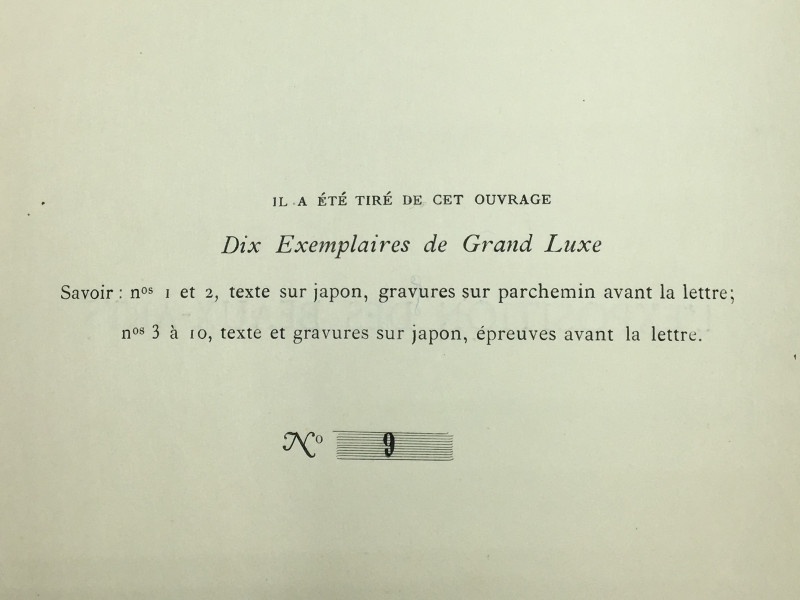 IL A ÉTÉ TIRÉ DE CET OUVRAGE
Dix Exemplaires de Grand Luxe
Savoir : nos 1 et 2, texte sur japon, gravures sur parchemin avant la lettre;
nos 3 à 10, texte et gravures sur japon, épreuves avant la lettre.
No 9